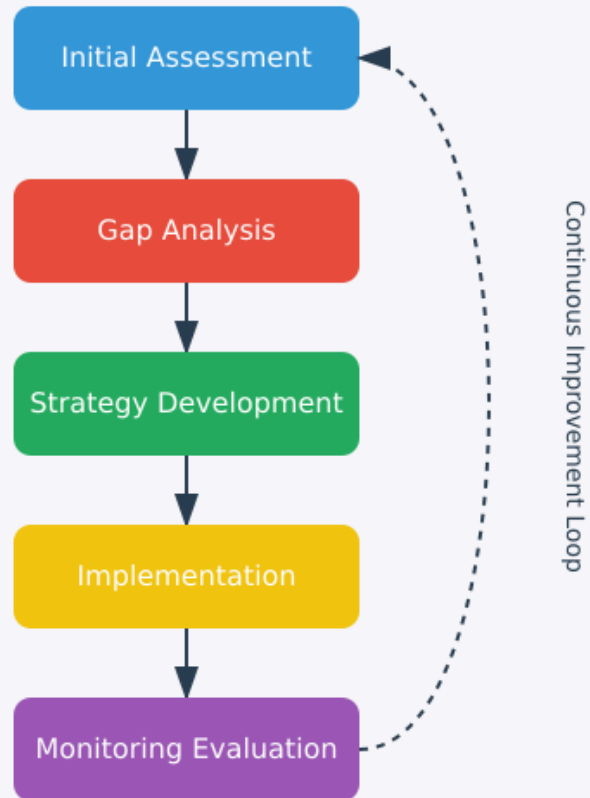 Initial Assessment
Gap Analysis
Strategy Development
Implementation
Monitoring Evaluation
Continuous Improvement Loop